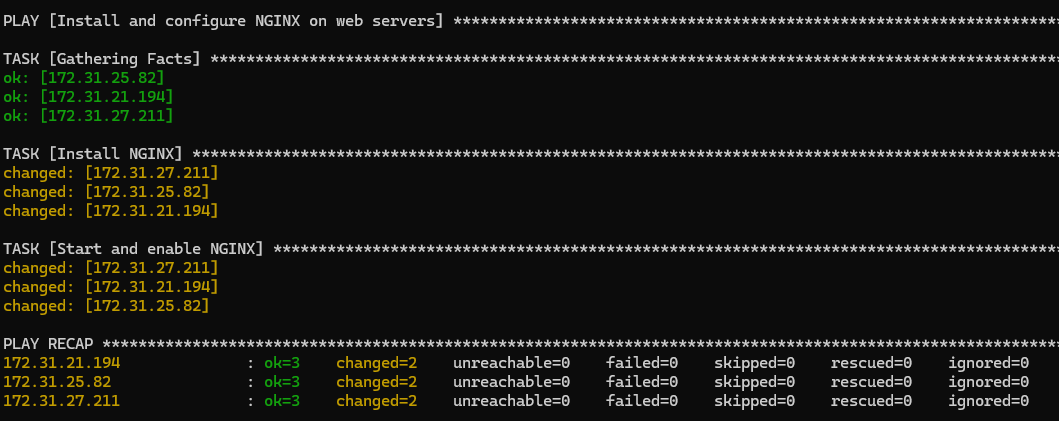 PLAY [Install and configure NGINX on web servers] *******************************************************************
TASK [Gathering Facts] **********************************************************************************************
ok: [172.31.25.82]
ok: [172.31.21.194]
ok: [172.31.27.211]
TASK [Install NGINX] ************************************************************************************************
changed: [172.31.27.211]
changed: [172.31.25.82]
changed: [172.31.21.194]
TASK [Start and enable NGINX] ***************************************************************************************
changed: [172.31.27.211]
changed: [172.31.21.194]
changed: [172.31.25.82]
PLAY RECAP **********************************************************************************************************
172.31.21.194              : ok=3    changed=2    unreachable=0    failed=0    skipped=0    rescued=0    ignored=0
172.31.25.82               : ok=3    changed=2    unreachable=0    failed=0    skipped=0    rescued=0    ignored=0
172.31.27.211              : ok=3    changed=2    unreachable=0    failed=0    skipped=0    rescued=0    ignored=0